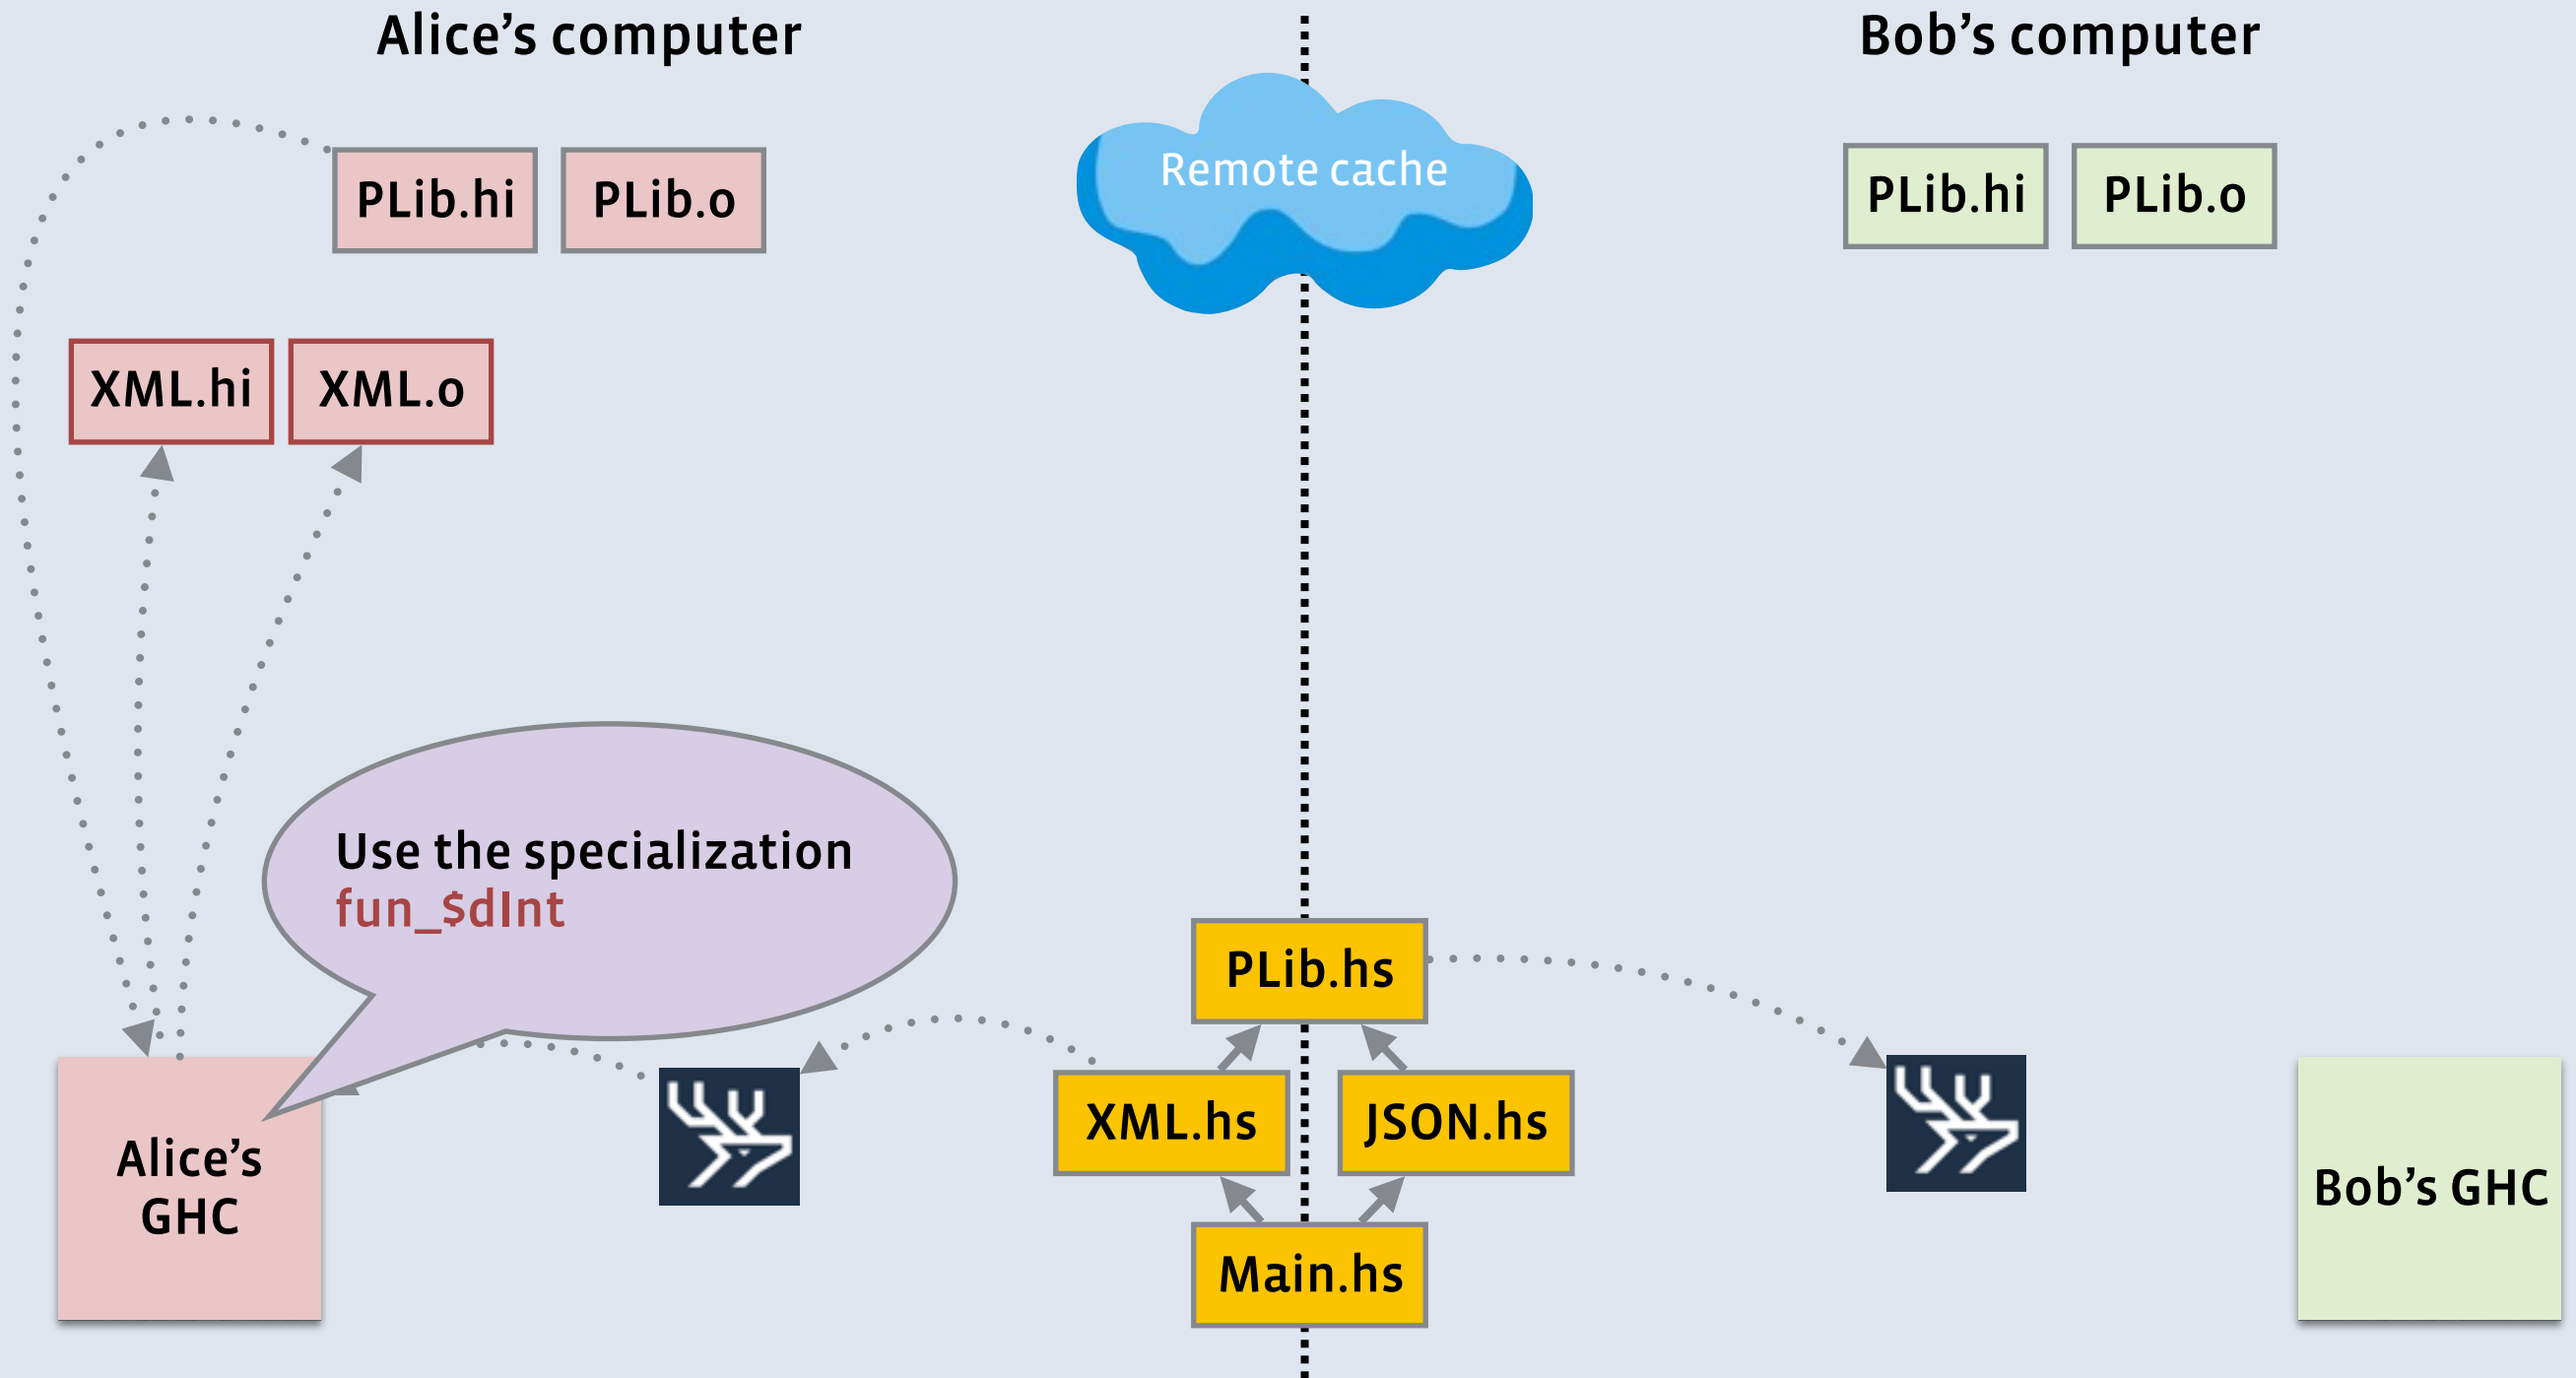 Alice’s computer
Bob’s computer
Remote cache
PLib.hi
PLib.o
PLib.hi
PLib.o
XML.hi
XML.o
Use the specialization
fun_$dInt
PLib.hs
XML.hs
JSON.hs
Main.hs
Alice’s
GHC
Bob’s GHC